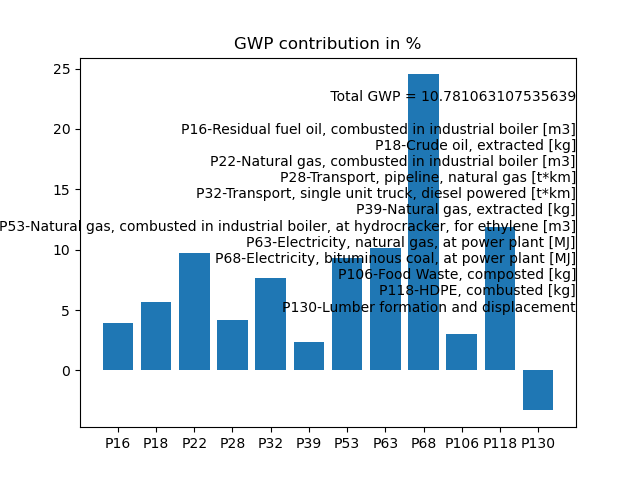 GWP contribution in %
25
20
15
10
5
0
Total GWP = 10.781063107535639
P16-Residual fuel oil, combusted in industrial boiler [m3]
P18-Crude oil, extracted [kg]
P22-Natural gas, combusted in industrial boiler [m3]
P28-Transport, pipeline, natural gas [t*km]
P32-Transport, single unit truck, diesel powered [t*km]
P39-Natural gas, extracted [kg]
P53-Natural gas, combusted in industrial boiler, at hydrocracker, for ethylene [m3]
P63-Electricity, natural gas, at power plant [MJ]
P68-Electricity, bituminous coal, at power plant [MJ]
P106-Food Waste, composted [kg]
P118-HDPE, combusted [kg]
P130-Lumber formation and displacement
P16 P18 P22 P28 P32 P39 P53 P63 P68 P106 P118 P130